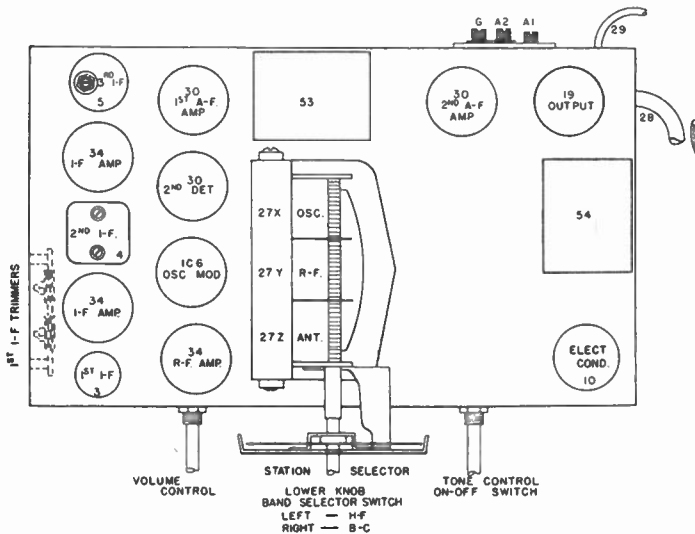 G A2 A1
29
3RD I-F
5
30
1ST A-F.
AMP
53
30
2ND A-F
AMP
19
OUTPUT
28
34
I-F AMP
30
2ND DET
54
27X OSC.
2ND I-F.
4
1C6
OSC MOD
27Y R-F.
1ST I-F TRIMMERS
34
I-F AMP.
27Z ANT.
34
R-F. AMP.
1ST I-F
3
ELECT
COND.
10
VOLUME
CONTROL
STATION SELECTOR
TONE CONTROL
ON-OFF SWITCH
LOWER KNOB
BAND SELECTOR SWITCH
LEFT — H-F
RIGHT — B-C